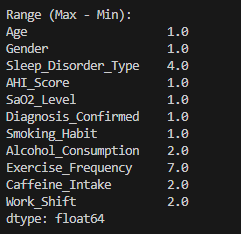 Range (Max - Min):
Age 1.0
Gender 1.0
Sleep_Disorder_Type 4.0
AHI_Score 1.0
SaO2_Level 1.0
Diagnosis_Confirmed 1.0
Smoking_Habit 1.0
Alcohol_Consumption 2.0
Exercise_Frequency 7.0
Caffeine_Intake 2.0
Work_Shift 2.0
dtype: float64